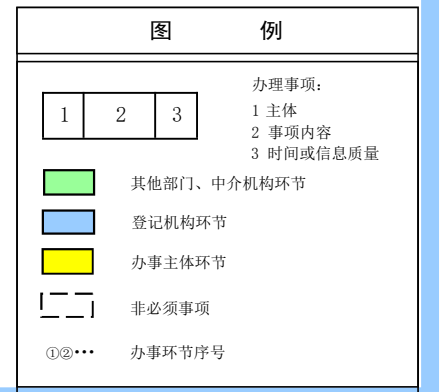 图 例
办理事项：
1 2 3
1 主体
2 事项内容
3 时间或信息质量
其他部门、中介机构环节
登记机构环节
办事主体环节
非必须事项
①②… 办事环节序号